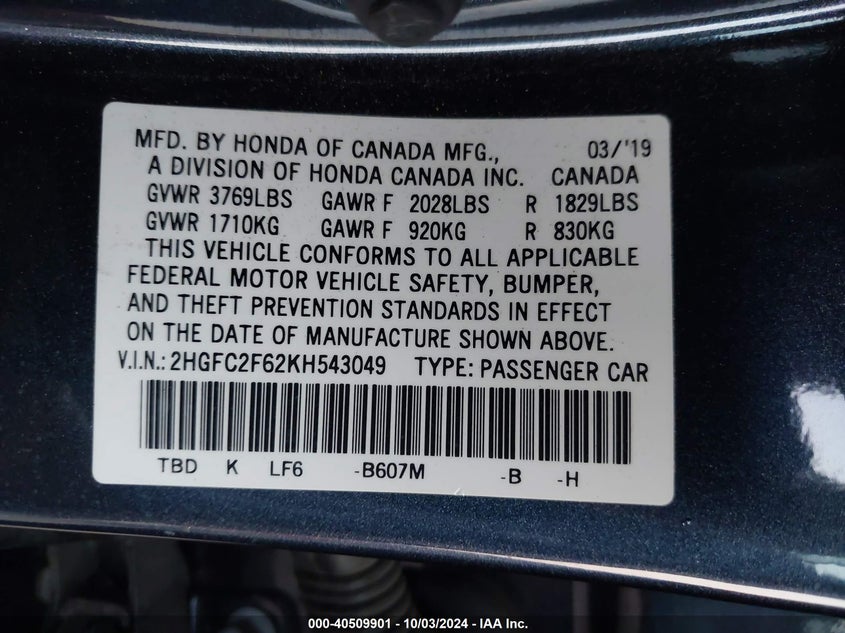 MFD. BY HONDA OF CANADA MFG., 03/'19
A DIVISION OF HONDA CANADA INC. CANADA
GVWR 3769LBS GAWR F 2028LBS R 1829LBS
GVWR 1710KG GAWR F 920KG R 830KG
THIS VEHICLE CONFORMS TO ALL APPLICABLE
FEDERAL MOTOR VEHICLE SAFETY, BUMPER,
AND THEFT PREVENTION STANDARDS IN EFFECT
ON THE DATE OF MANUFACTURE SHOWN ABOVE.
V.I.N.: 2HGFC2F62KH543049 TYPE: PASSENGER CAR
TBD K LF6 -B607M -B -H
000-40509901 - 10/03/2024 - IAA Inc.